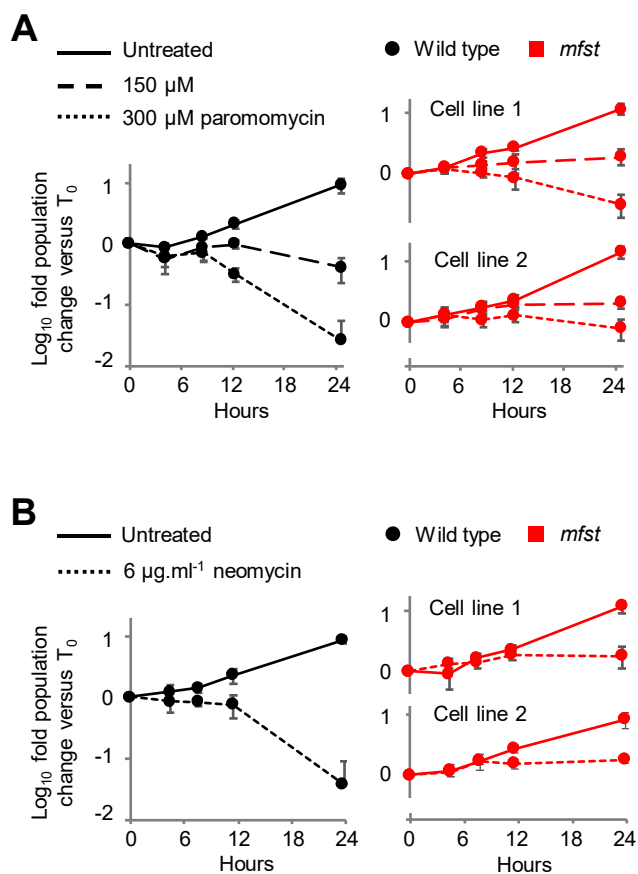 A
Untreated
150 µM
300 µM paromomycin
Wild type
mfst
Log₁₀ fold population
change versus T₀
1
0
-1
-2
0 6 12 18 24
Hours
Cell line 1
1
0
Cell line 2
1
0
0 6 12 18 24
Hours
B
Untreated
6 µg.ml⁻¹ neomycin
Wild type
mfst
Log₁₀ fold population
change versus T₀
1
0
-1
-2
0 6 12 18 24
Hours
Cell line 1
1
0
Cell line 2
1
0
0 6 12 18 24
Hours